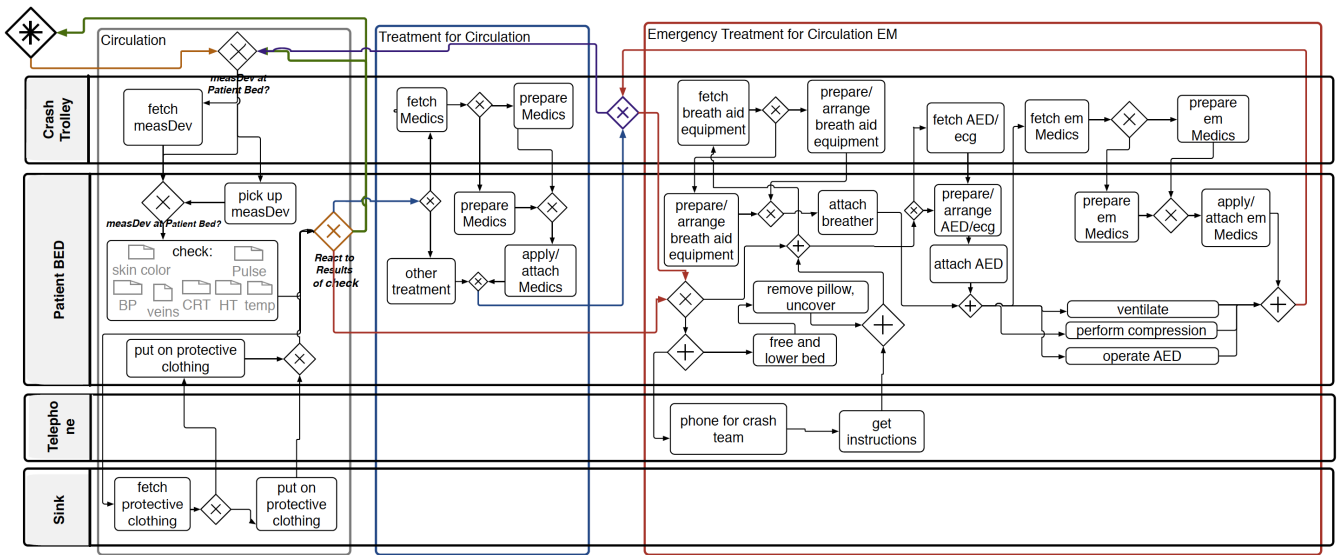 Circulation
Treatment for Circulation
Emergency Treatment for Circulation EM
measDev at
Patient Bed?
Crash
Trolley
fetch
measDev
fetch
Medics
prepare
Medics
fetch
breath aid
equipment
prepare/
arrange
breath aid
equipment
fetch AED/
ecg
fetch em
Medics
prepare
em
Medics
Patient BED
pick up
measDev
measDev at Patient Bed?
check:
skin color
Pulse
BP
veins
CRT
HT
temp
React to
Results
of check
put on protective
clothing
prepare
Medics
other
treatment
apply/
attach
Medics
prepare/
arrange
breath aid
equipment
attach
breather
prepare/
arrange
AED/ecg
attach AED
prepare
em
Medics
apply/
attach em
Medics
remove pillow,
uncover
free and
lower bed
ventilate
perform compression
operate AED
Telepho
ne
phone for crash
team
get
instructions
Sink
fetch
protective
clothing
put on
protective
clothing